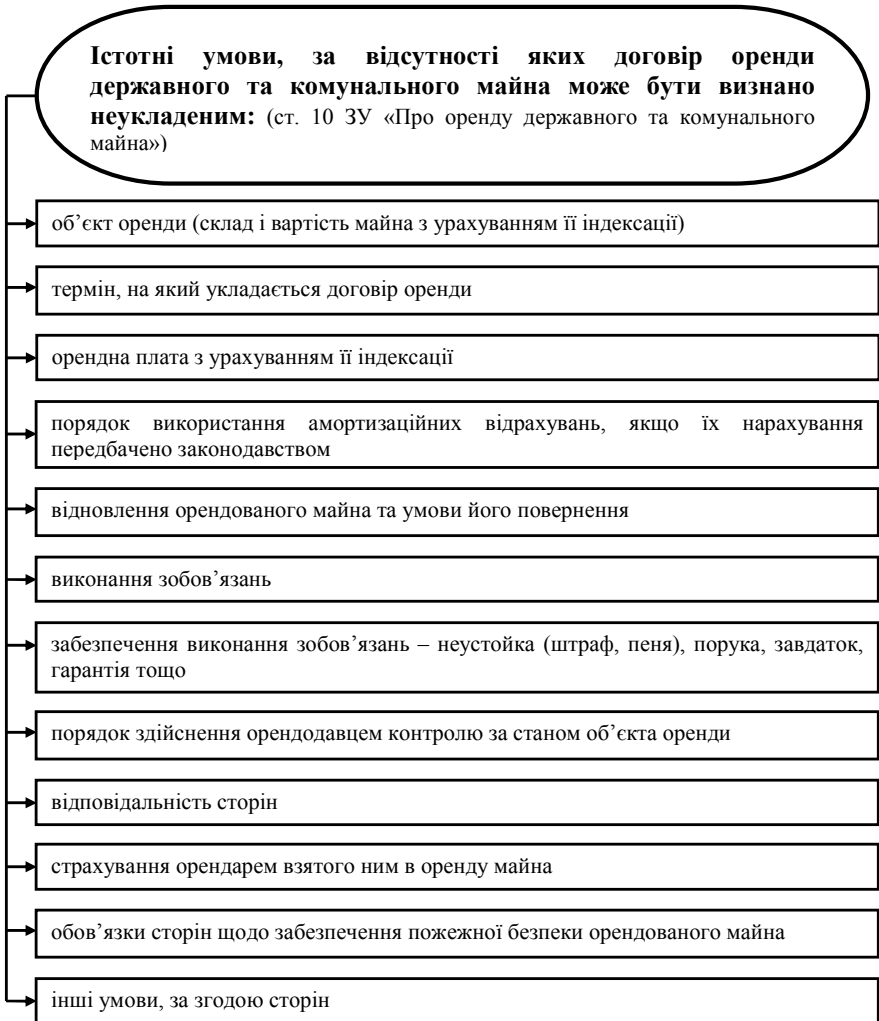 Істотні умови, за відсутності яких договір оренди
державного та комунального майна може бути визнано
неукладеним: (ст. 10 ЗУ «Про оренду державного та комунального
майна»)
об’єкт оренди (склад і вартість майна з урахуванням її індексації)
термін, на який укладається договір оренди
орендна плата з урахуванням її індексації
порядок використання амортизаційних відрахувань, якщо їх нарахування
передбачено законодавством
відновлення орендованого майна та умови його повернення
виконання зобов’язань
забезпечення виконання зобов’язань – неустойка (штраф, пеня), порука, завдаток,
гарантія тощо
порядок здійснення орендодавцем контролю за станом об’єкта оренди
відповідальність сторін
страхування орендарем взятого ним в оренду майна
обов’язки сторін щодо забезпечення пожежної безпеки орендованого майна
інші умови, за згодою сторін